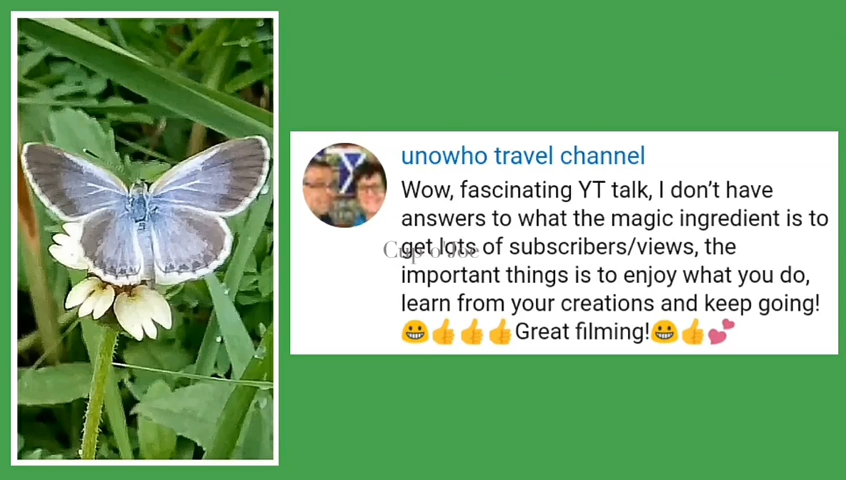 unowho travel channel
Wow, fascinating YT talk, I don't have
answers to what the magic ingredient is to
get lots of subscribers/views, the
important things is to enjoy what you do,
learn from your creations and keep going!
😀👍👍👍Great filming!😀👍💕
Cup o'Joe